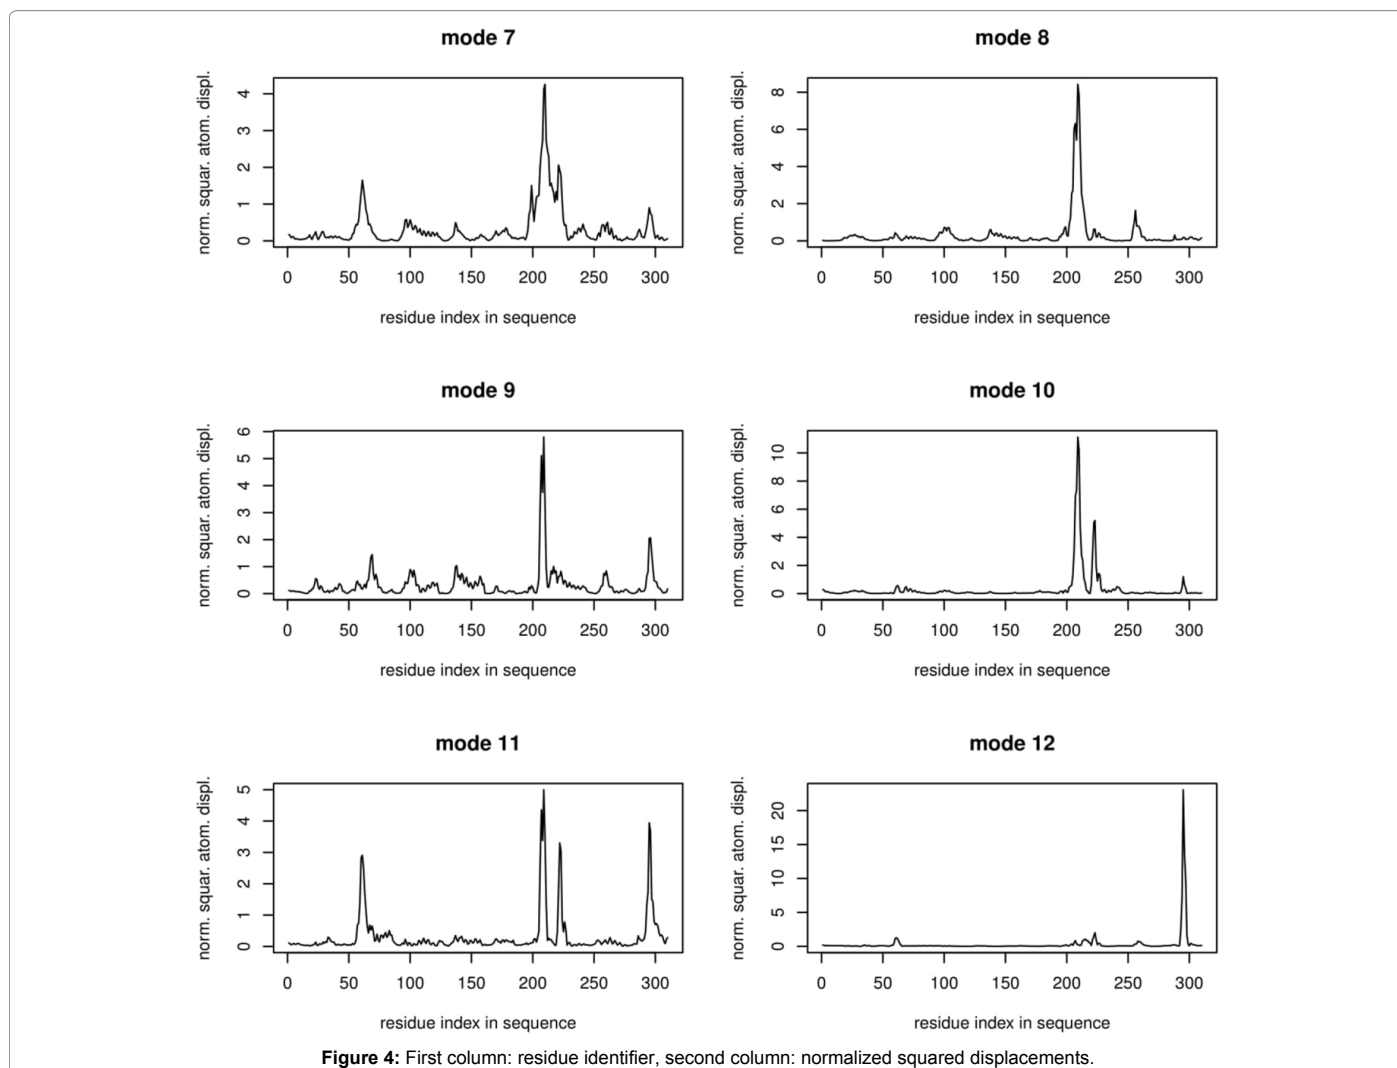 mode 7
norm. squar. atom. displ.
4
3
2
1
0
0 50 100 150 200 250 300
residue index in sequence
mode 8
norm. squar. atom. displ.
8
6
4
2
0
0 50 100 150 200 250 300
residue index in sequence
mode 9
norm. squar. atom. displ.
6
5
4
3
2
1
0
0 50 100 150 200 250 300
residue index in sequence
mode 10
norm. squar. atom. displ.
10
8
6
4
2
0
0 50 100 150 200 250 300
residue index in sequence
mode 11
norm. squar. atom. displ.
5
4
3
2
1
0
0 50 100 150 200 250 300
residue index in sequence
mode 12
norm. squar. atom. displ.
20
15
10
5
0
0 50 100 150 200 250 300
residue index in sequence
Figure 4: First column: residue identifier, second column: normalized squared displacements.